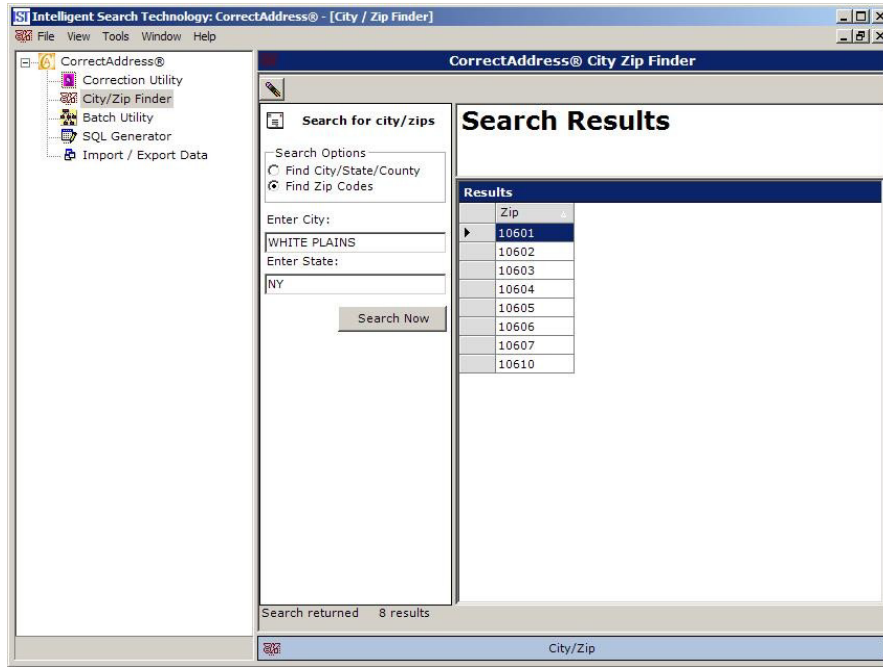 Intelligent Search Technology: CorrectAddress® - [City / Zip Finder]
File View Tools Window Help
CorrectAddress®
Correction Utility
City/Zip Finder
Batch Utility
SQL Generator
Import / Export Data
CorrectAddress® City Zip Finder
Search for city/zips
Search Options
Find City/State/County
Find Zip Codes
Enter City:
WHITE PLAINS
Enter State:
NY
Search Now
Search returned 8 results
Search Results
Results
Zip
10601
10602
10603
10604
10605
10606
10607
10610
City/Zip